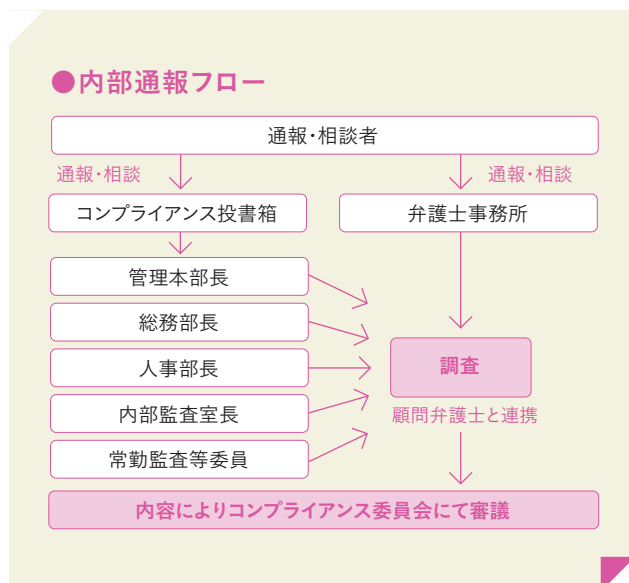 ●内部通報フロー
通報・相談者
通報・相談
通報・相談
コンプライアンス投書箱
弁護士事務所
管理本部長
総務部長
人事部長
内部監査室長
常勤監査等委員
調査
顧問弁護士と連携
内容によりコンプライアンス委員会にて審議